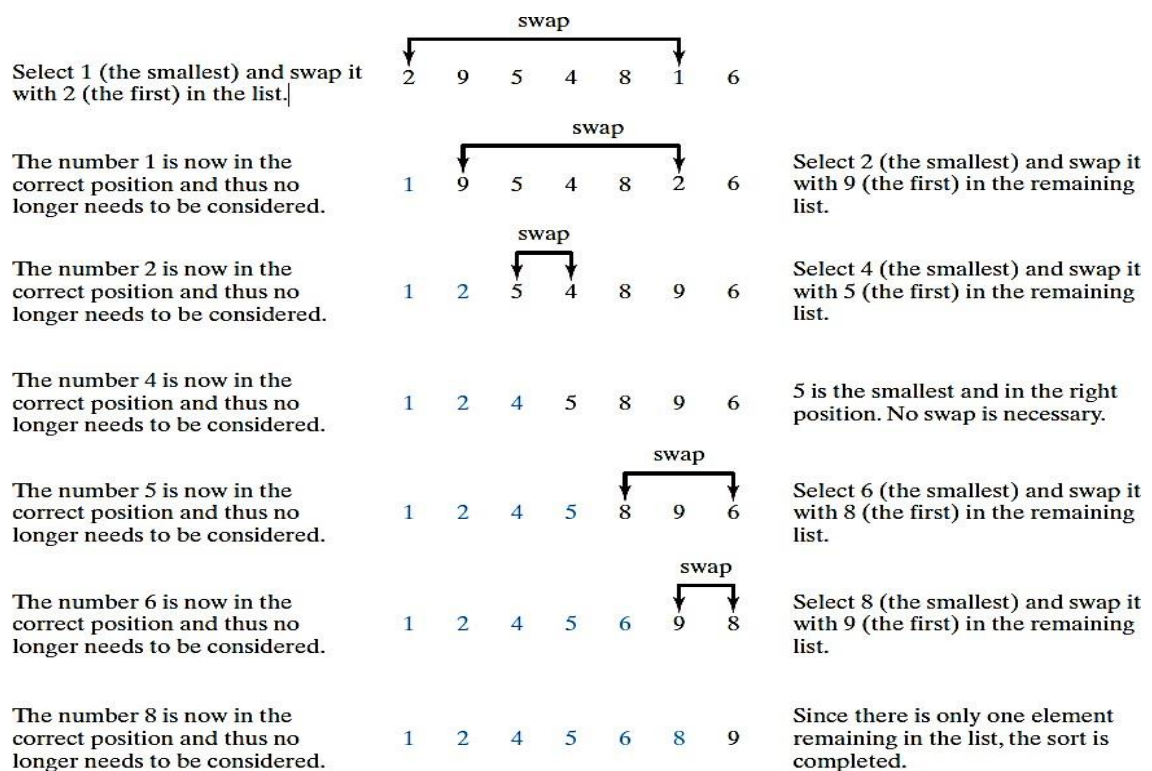 swap
Select 1 (the smallest) and swap it
with 2 (the first) in the list.
2 9 5 4 8 1 6
swap
The number 1 is now in the
correct position and thus no
longer needs to be considered.
1 9 5 4 8 2 6
Select 2 (the smallest) and swap it
with 9 (the first) in the remaining
list.
swap
The number 2 is now in the
correct position and thus no
longer needs to be considered.
1 2 5 4 8 9 6
Select 4 (the smallest) and swap it
with 5 (the first) in the remaining
list.
The number 4 is now in the
correct position and thus no
longer needs to be considered.
1 2 4 5 8 9 6
5 is the smallest and in the right
position. No swap is necessary.
swap
The number 5 is now in the
correct position and thus no
longer needs to be considered.
1 2 4 5 8 9 6
Select 6 (the smallest) and swap it
with 8 (the first) in the remaining
list.
swap
The number 6 is now in the
correct position and thus no
longer needs to be considered.
1 2 4 5 6 9 8
Select 8 (the smallest) and swap it
with 9 (the first) in the remaining
list.
The number 8 is now in the
correct position and thus no
longer needs to be considered.
1 2 4 5 6 8 9
Since there is only one element
remaining in the list, the sort is
completed.